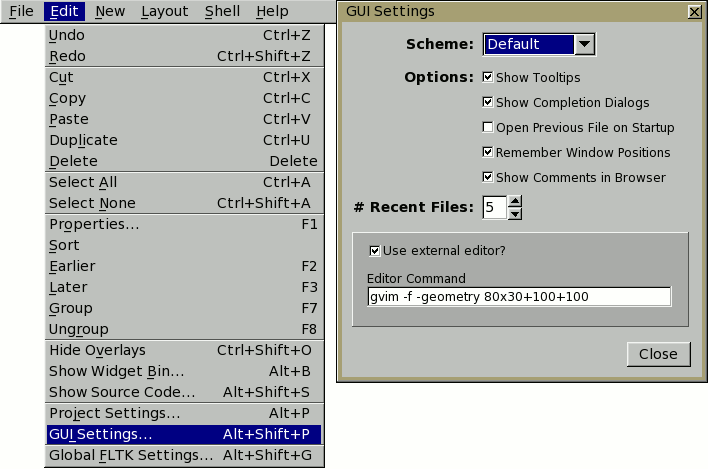 File Edit New Layout Shell Help
Undo Ctrl+Z
Redo Ctrl+Shift+Z
Cut Ctrl+X
Copy Ctrl+C
Paste Ctrl+V
Duplicate Ctrl+U
Delete Delete
Select All Ctrl+A
Select None Ctrl+Shift+A
Properties... F1
Sort
Earlier F2
Later F3
Group F7
Ungroup F8
Hide Overlays Ctrl+Shift+O
Show Widget Bin... Alt+B
Show Source Code... Alt+Shift+S
Project Settings... Alt+P
GUI Settings... Alt+Shift+P
Global FLTK Settings... Alt+Shift+G
GUI Settings
Scheme: Default
Options: Show Tooltips
Show Completion Dialogs
Open Previous File on Startup
Remember Window Positions
Show Comments in Browser
# Recent Files: 5
Use external editor?
Editor Command
gvim -f -geometry 80x30+100+100
Close